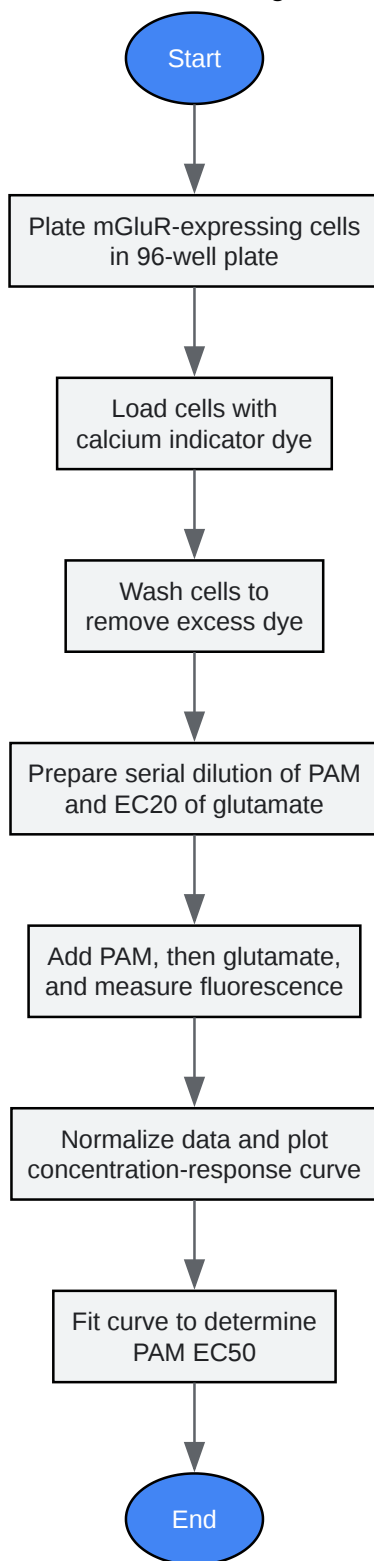 Start
Plate mGluR-expressing cells
in 96-well plate
Load cells with
calcium indicator dye
Wash cells to
remove excess dye
Prepare serial dilution of PAM
and EC20 of glutamate
Add PAM, then glutamate,
and measure fluorescence
Normalize data and plot
concentration-response curve
Fit curve to determine
PAM EC50
End